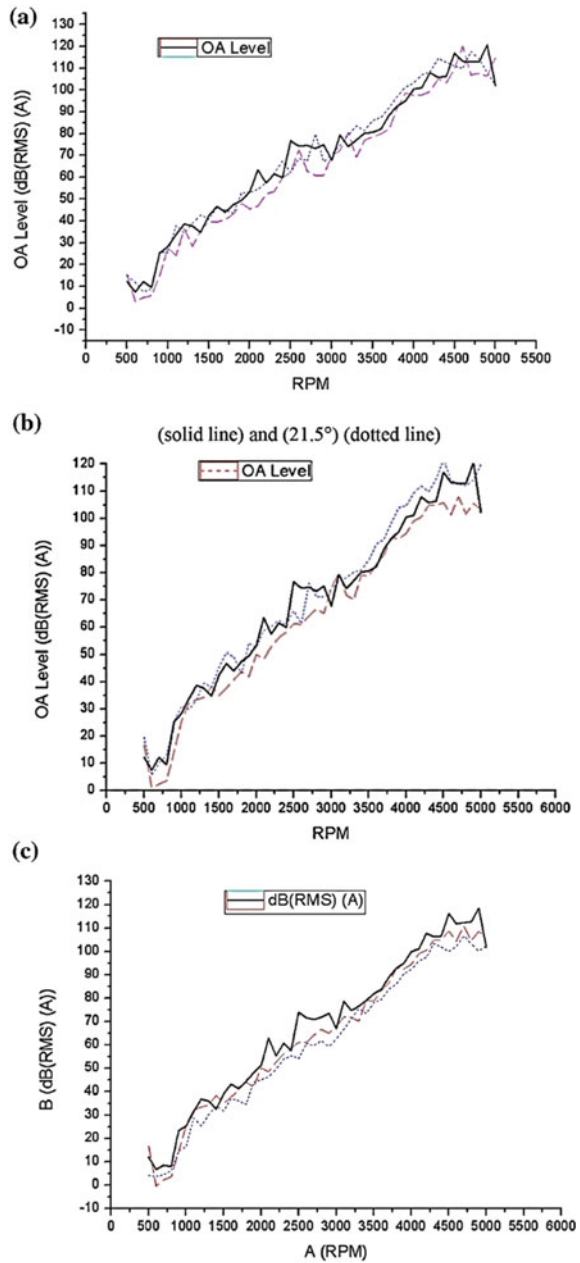 (a)
OA Level
130
120
110
100
90
80
70
60
50
40
30
20
10
0
-10
OA Level (dB(RMS) (A))
0 500 1000 1500 2000 2500 3000 3500 4000 4500 5000 5500
RPM
(b)
(solid line) and (21.5°) (dotted line)
OA Level
120
110
100
90
80
70
60
50
40
30
20
10
0
OA Level (dB(RMS) (A))
0 500 1000 1500 2000 2500 3000 3500 4000 4500 5000 5500 6000
RPM
(c)
dB(RMS) (A)
130
120
110
100
90
80
70
60
50
40
30
20
10
0
-10
B (dB(RMS) (A))
0 500 1000 1500 2000 2500 3000 3500 4000 4500 5000 5500 6000
A (RPM)